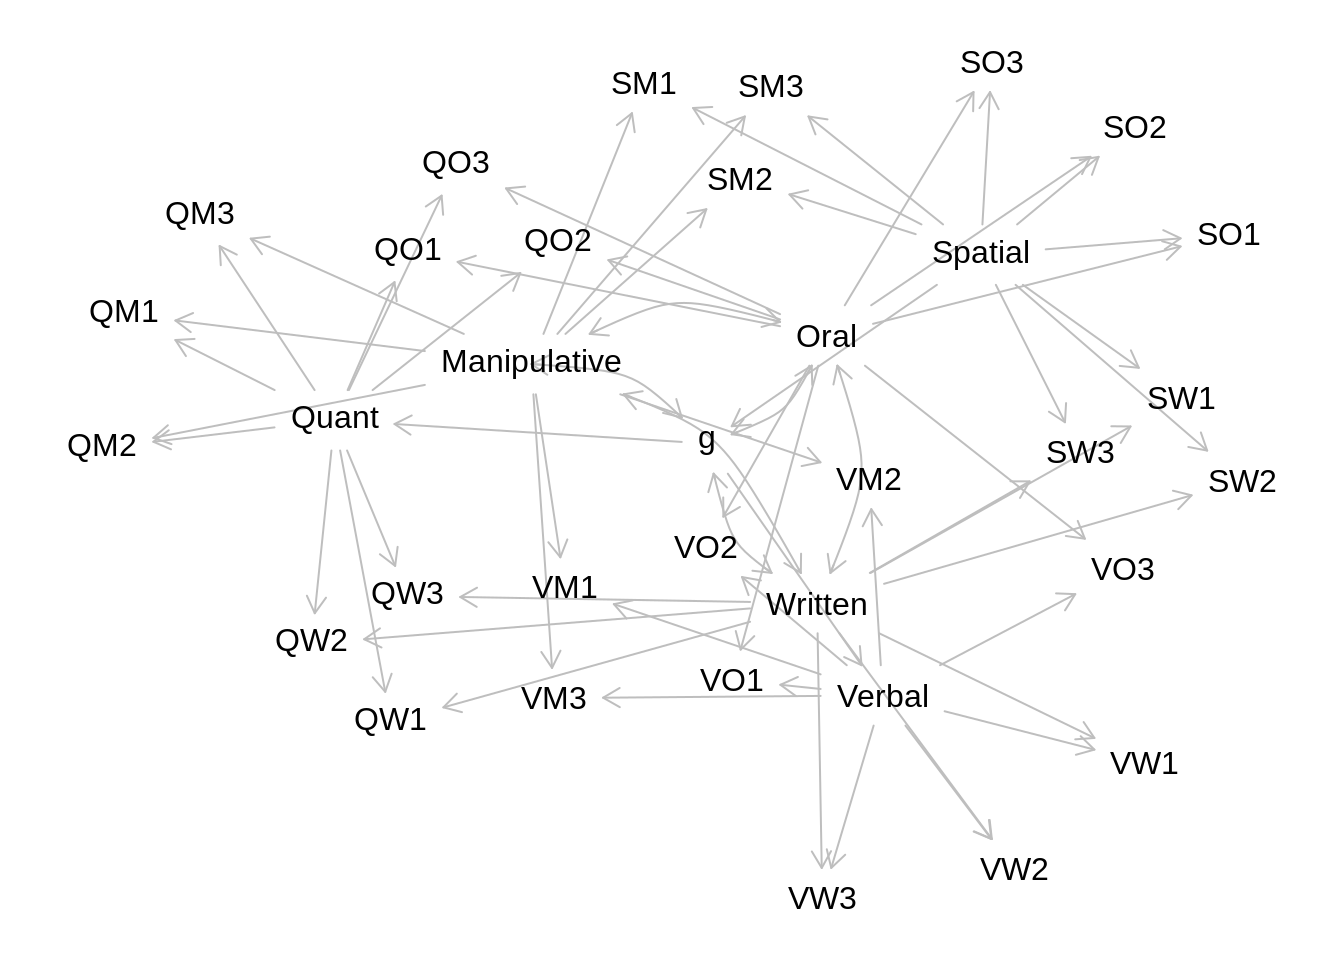 SO3
SM1
SM3
SO2
QO3
SM2
QM3
SO1
QO2
QO1
Spatial
QM1
Oral
Manipulative
SW1
Quant
g
QM2
SW3
VM2
SW2
VO2
VO3
VM1
QW3
Written
QW2
VO1
Verbal
VM3
QW1
VW1
VW2
VW3